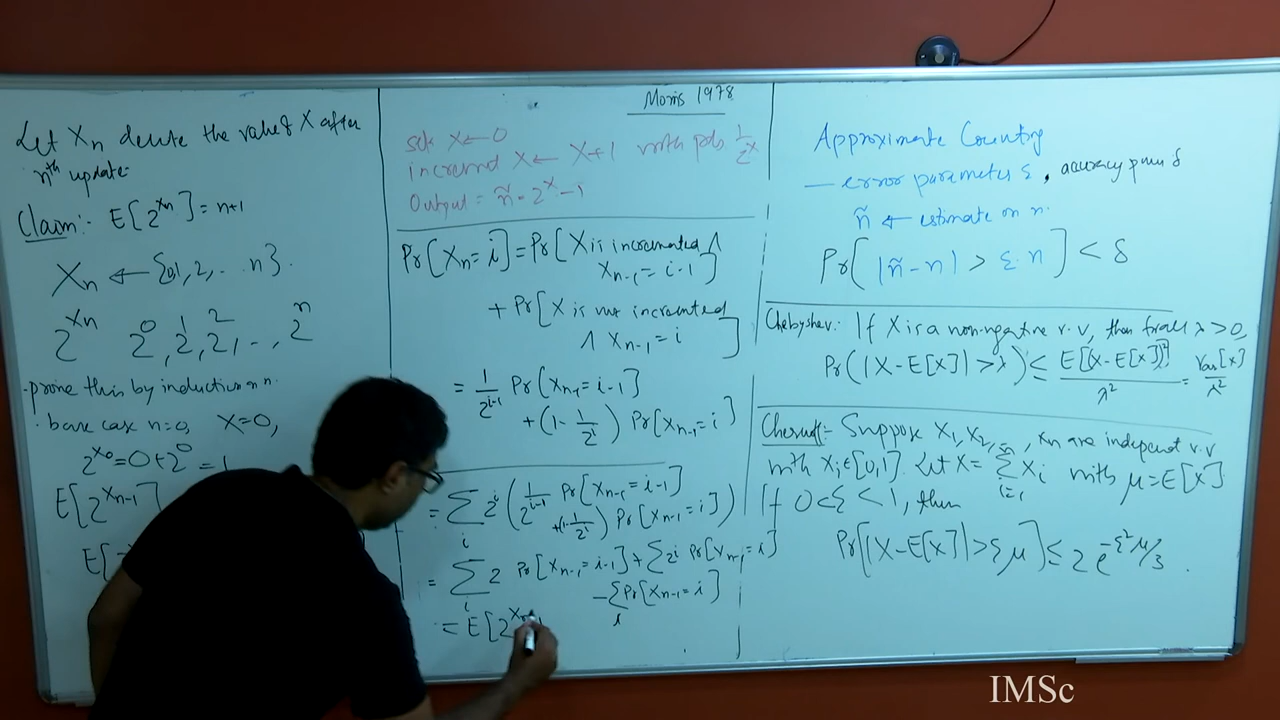 Let Xn denote the value of X after
nth update.
Claim:- E[2^Xn] = n+1
Xn ← {0,1,2,... n}.
2^Xn 2^0, 2^1, 2^2, ..., 2^n
- prove this by induction on n.
. base case n=0, X=0,
2^X0 = 0+2^0 = 1
E[2^Xn-1]
E[
Morris 1978
sets X ← 0
increment X ← X+1 with prob 1/2^X
Output = ñ = 2^X - 1
Pr[Xn = i] = Pr[X is incremented ∧
Xn-1 = i-1]
+ Pr[X is not incremented
∧ Xn-1 = i]
= 1/2^i-1 Pr[Xn-1 = i-1]
+ (1 - 1/2^i) Pr[Xn-1 = i]
= Σi 2^i (1/2^i-1 Pr[Xn-1 = i-1]
+(1-1/2^i) Pr[Xn-1 = i])
= Σi 2 Pr[Xn-1 = i-1] + Σ2^i Pr[Xn-1 = i]
- Σi Pr[Xn-1 = i]
= E[2^Xn-1
Approximate Counting
— error parameter ε, accuracy param δ
ñ ← estimate on n.
Pr[|ñ - n| > ε n] < δ
Chebyshev: If X is a non-negative r.v, then for all λ > 0,
Pr(|X - E[X]| > λ) ≤ E[(X - E[X])^2]/λ^2 = Var[X]/λ^2
Chernoff:- Suppose X1, X2, ..., Xn are independent r.v
with Xi ∈ [0,1]. Let X = Σ i=1 n Xi with μ = E[X]
If 0 < ε < 1, then
Pr[|X - E[X]| > ε μ] ≤ 2 e^-ε^2 μ/3.
IMSc